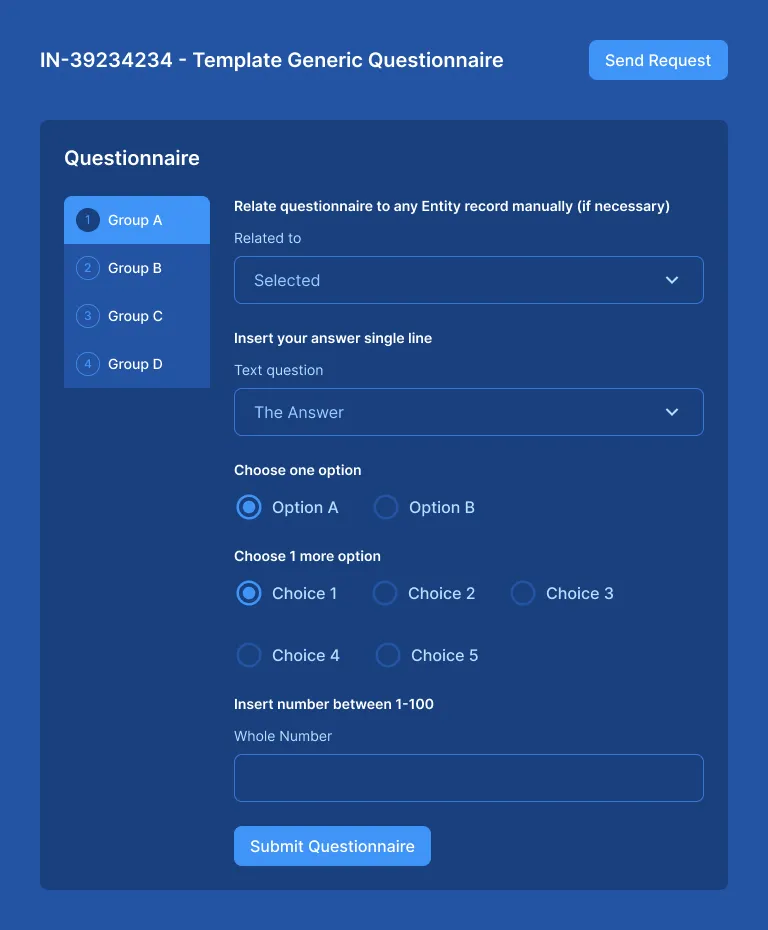 IN-39234234 - Template Generic Questionnaire
Send Request
Questionnaire
1 Group A
2 Group B
3 Group C
4 Group D
Relate questionnaire to any Entity record manually (if necessary)
Related to
Selected
Insert your answer single line
Text question
The Answer
Choose one option
Option A Option B
Choose 1 more option
Choice 1 Choice 2 Choice 3
Choice 4 Choice 5
Insert number between 1-100
Whole Number
Submit Questionnaire